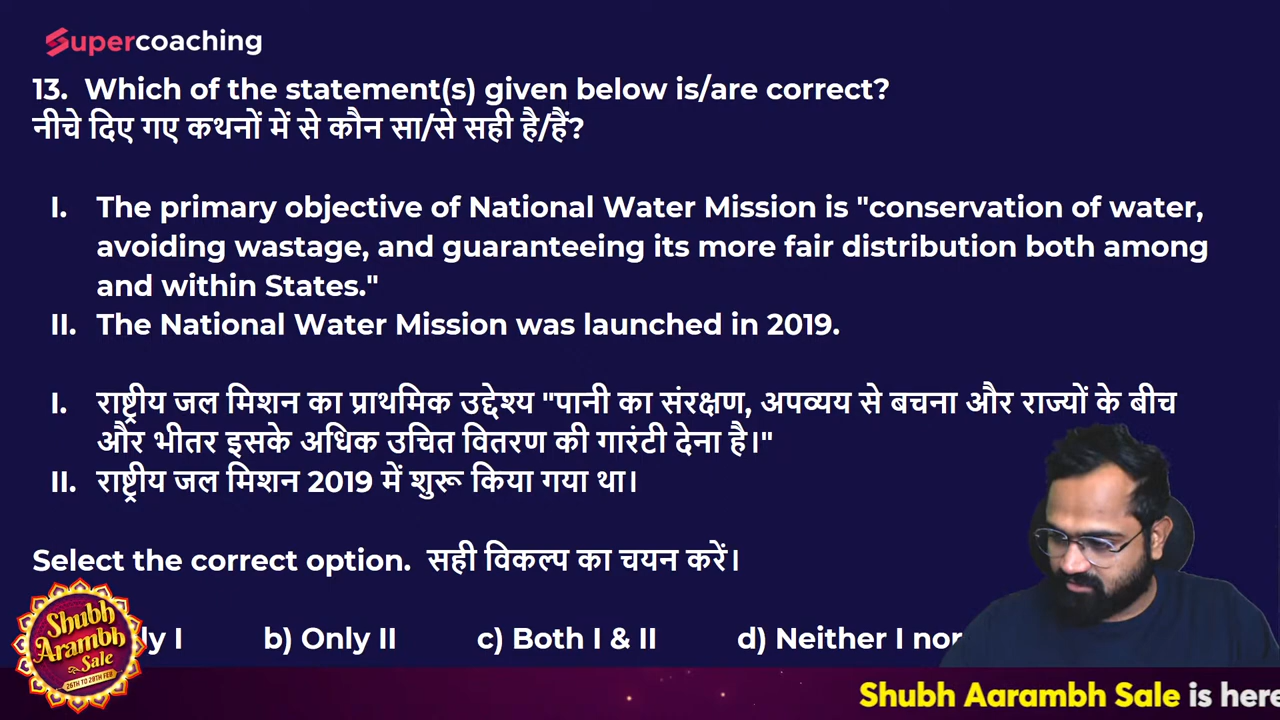 Supercoaching
13. Which of the statement(s) given below is/are correct?
नीचे दिए गए कथनों में से कौन सा/से सही है/हैं?
I. The primary objective of National Water Mission is "conservation of water,
avoiding wastage, and guaranteeing its more fair distribution both among
and within States."
II. The National Water Mission was launched in 2019.
I. राष्ट्रीय जल मिशन का प्राथमिक उद्देश्य "पानी का संरक्षण, अपव्यय से बचना और राज्यों के बीच
और भीतर इसके अधिक उचित वितरण की गारंटी देना है।"
II. राष्ट्रीय जल मिशन 2019 में शुरू किया गया था।
Select the correct option. सही विकल्प का चयन करें।
ly I b) Only II c) Both I & II d) Neither I nor
Shubh
Arambh
Sale
26TH TO 28TH FEB
Shubh Aarambh Sale is here